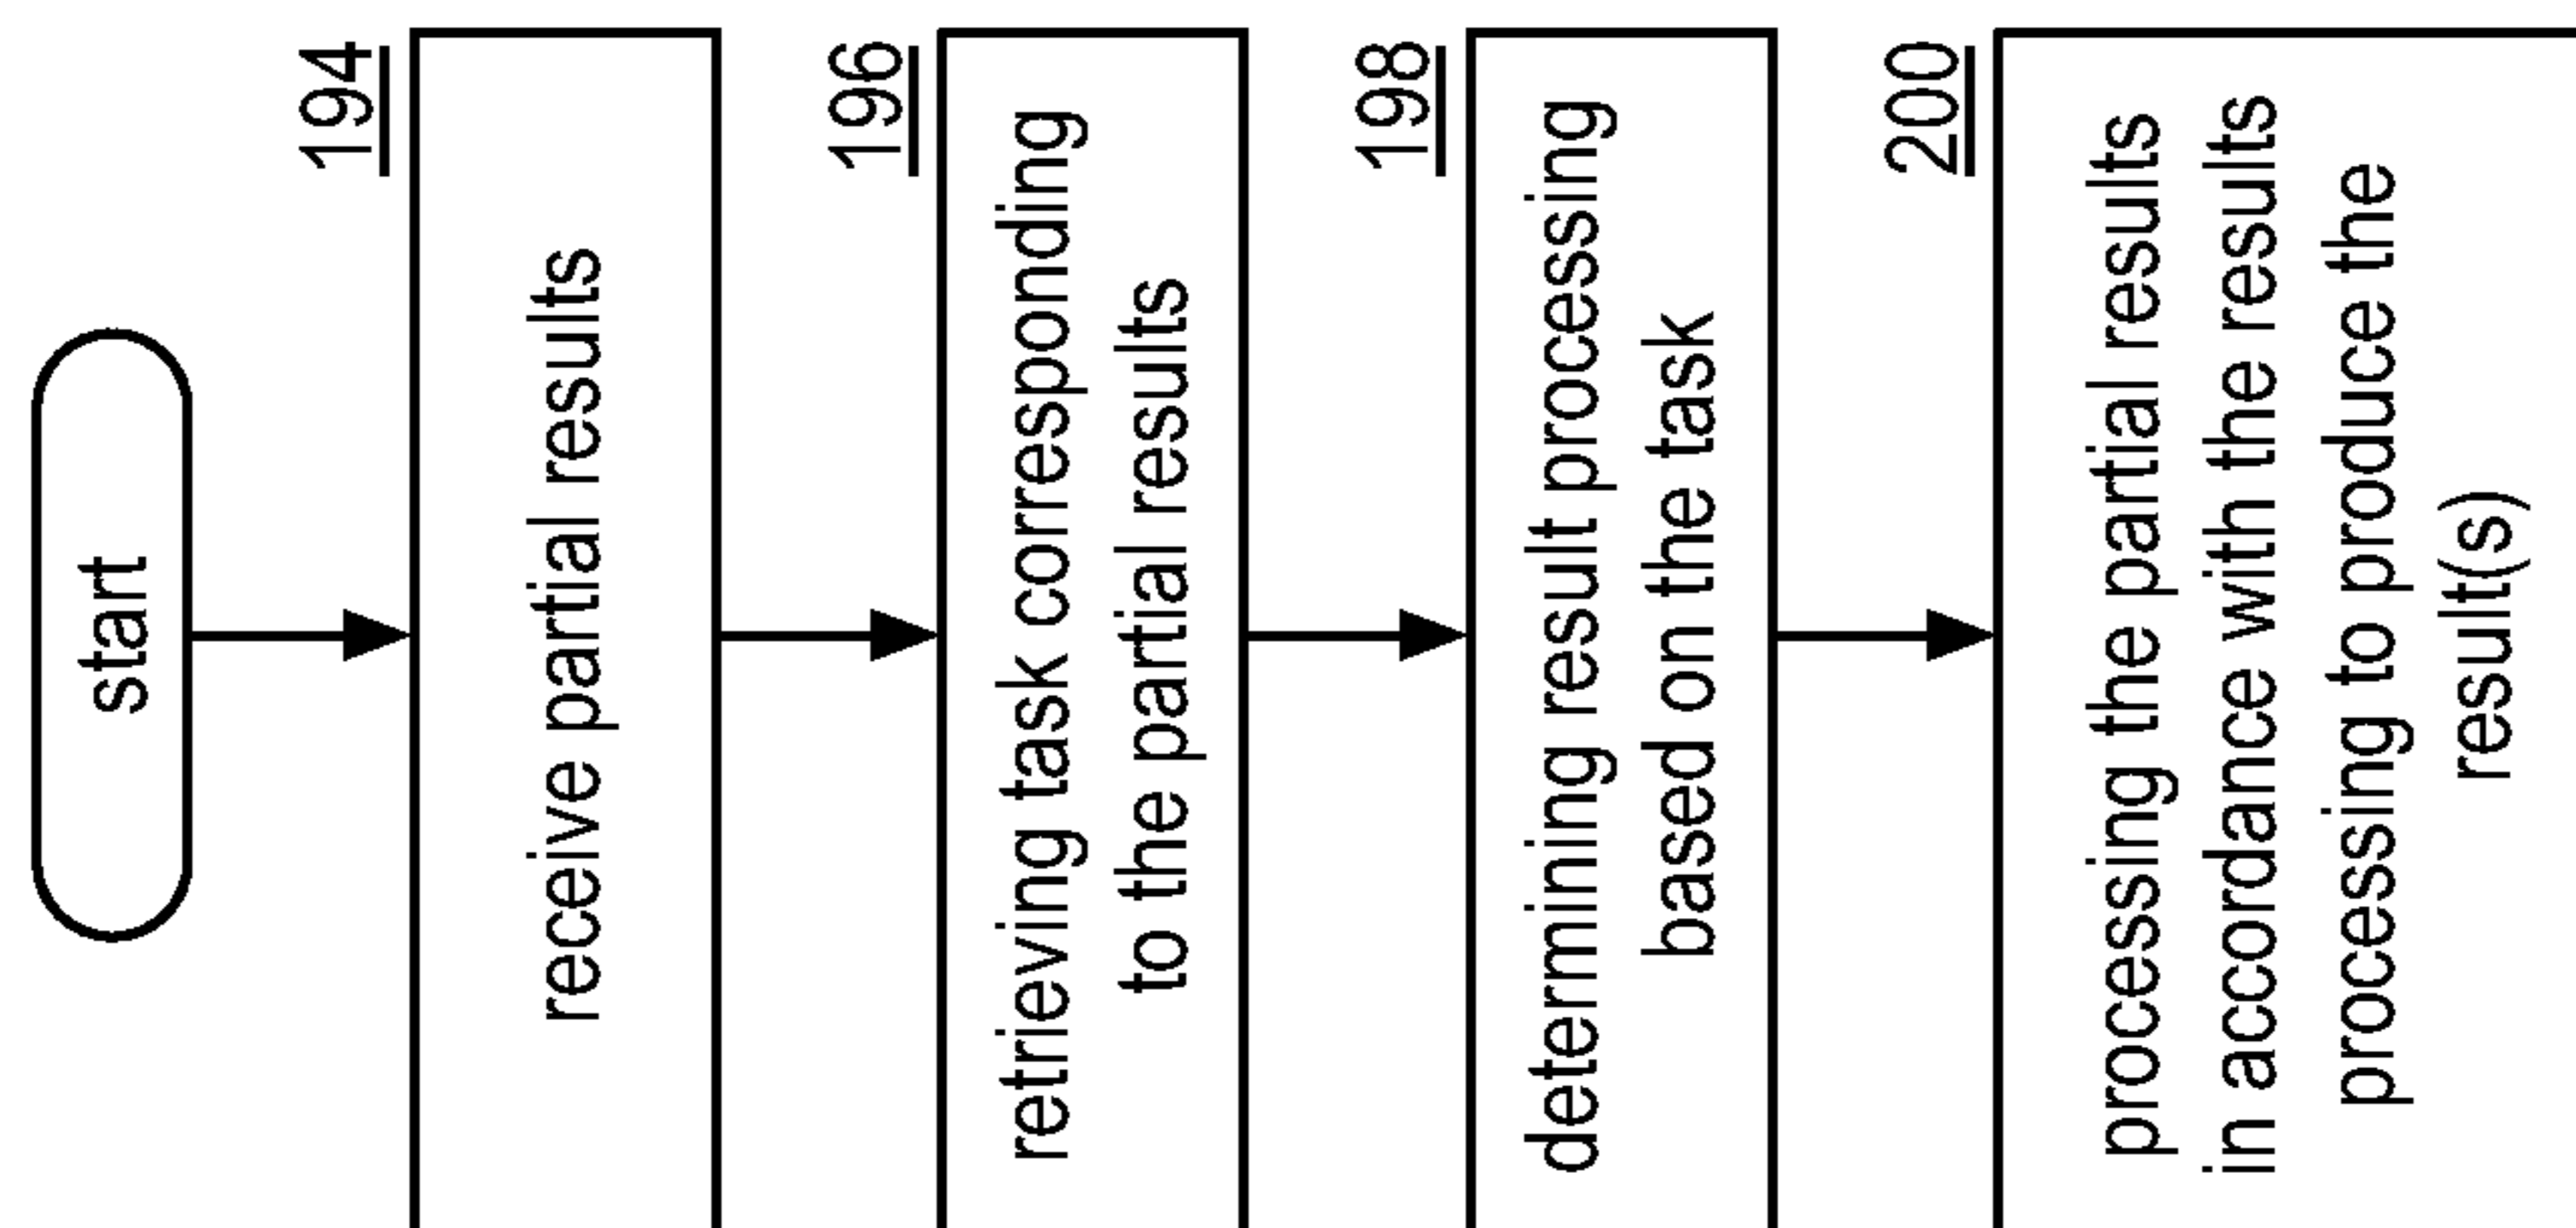 start
194
receive partial results
196
retrieving task corresponding
to the partial results
198
determining result processing
based on the task
200
processing the partial results
in accordance with the results
processing to produce the
result(s)